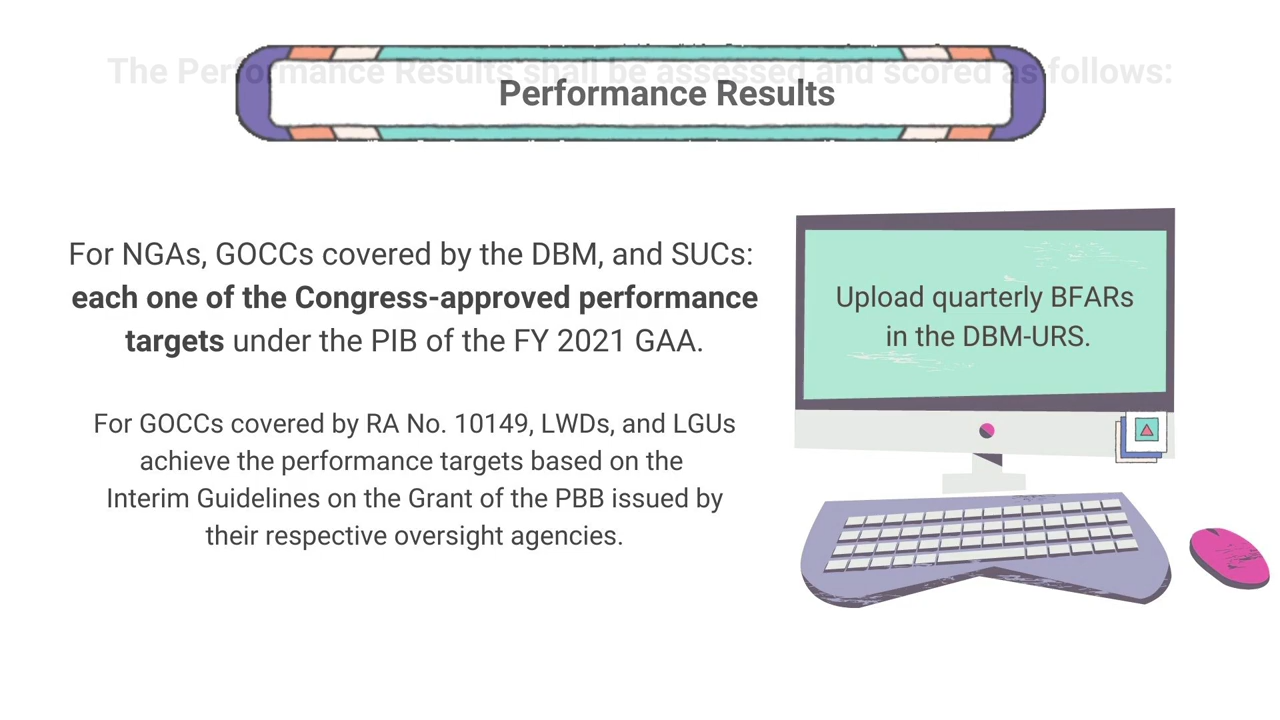 The Performance Results shall be assessed and scored as follows:
Performance Results
For NGAs, GOCCs covered by the DBM, and SUCs:
each one of the Congress-approved performance
targets under the PIB of the FY 2021 GAA.
For GOCCs covered by RA No. 10149, LWDs, and LGUs
achieve the performance targets based on the
Interim Guidelines on the Grant of the PBB issued by
their respective oversight agencies.
Upload quarterly BFARs
in the DBM-URS.